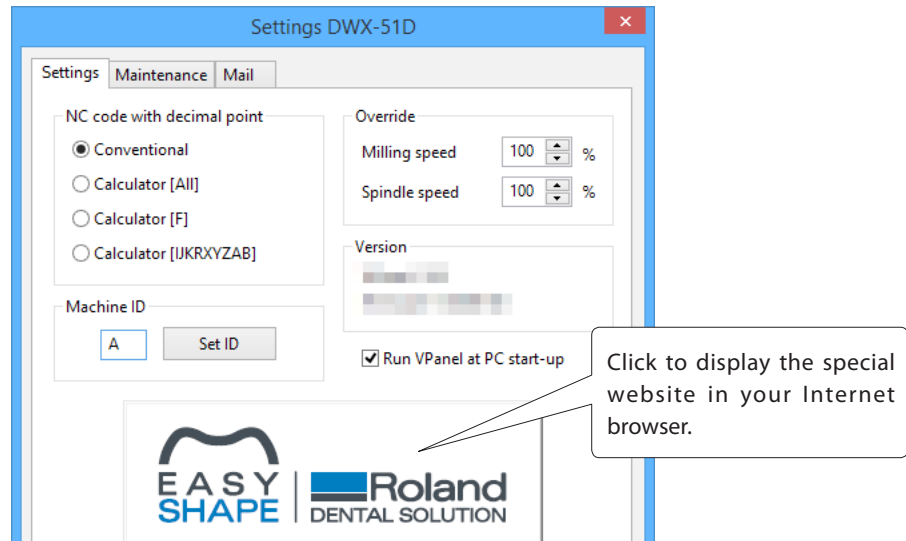 Settings DWX-51D
Settings Maintenance Mail
NC code with decimal point
Conventional
Calculator [All]
Calculator [F]
Calculator [IJKRXYZAB]
Machine ID
A Set ID
Override
Milling speed 100 %
Spindle speed 100 %
Version
Run VPanel at PC start-up
Click to display the special
website in your Internet
browser.
EASY
SHAPE
Roland
DENTAL SOLUTION